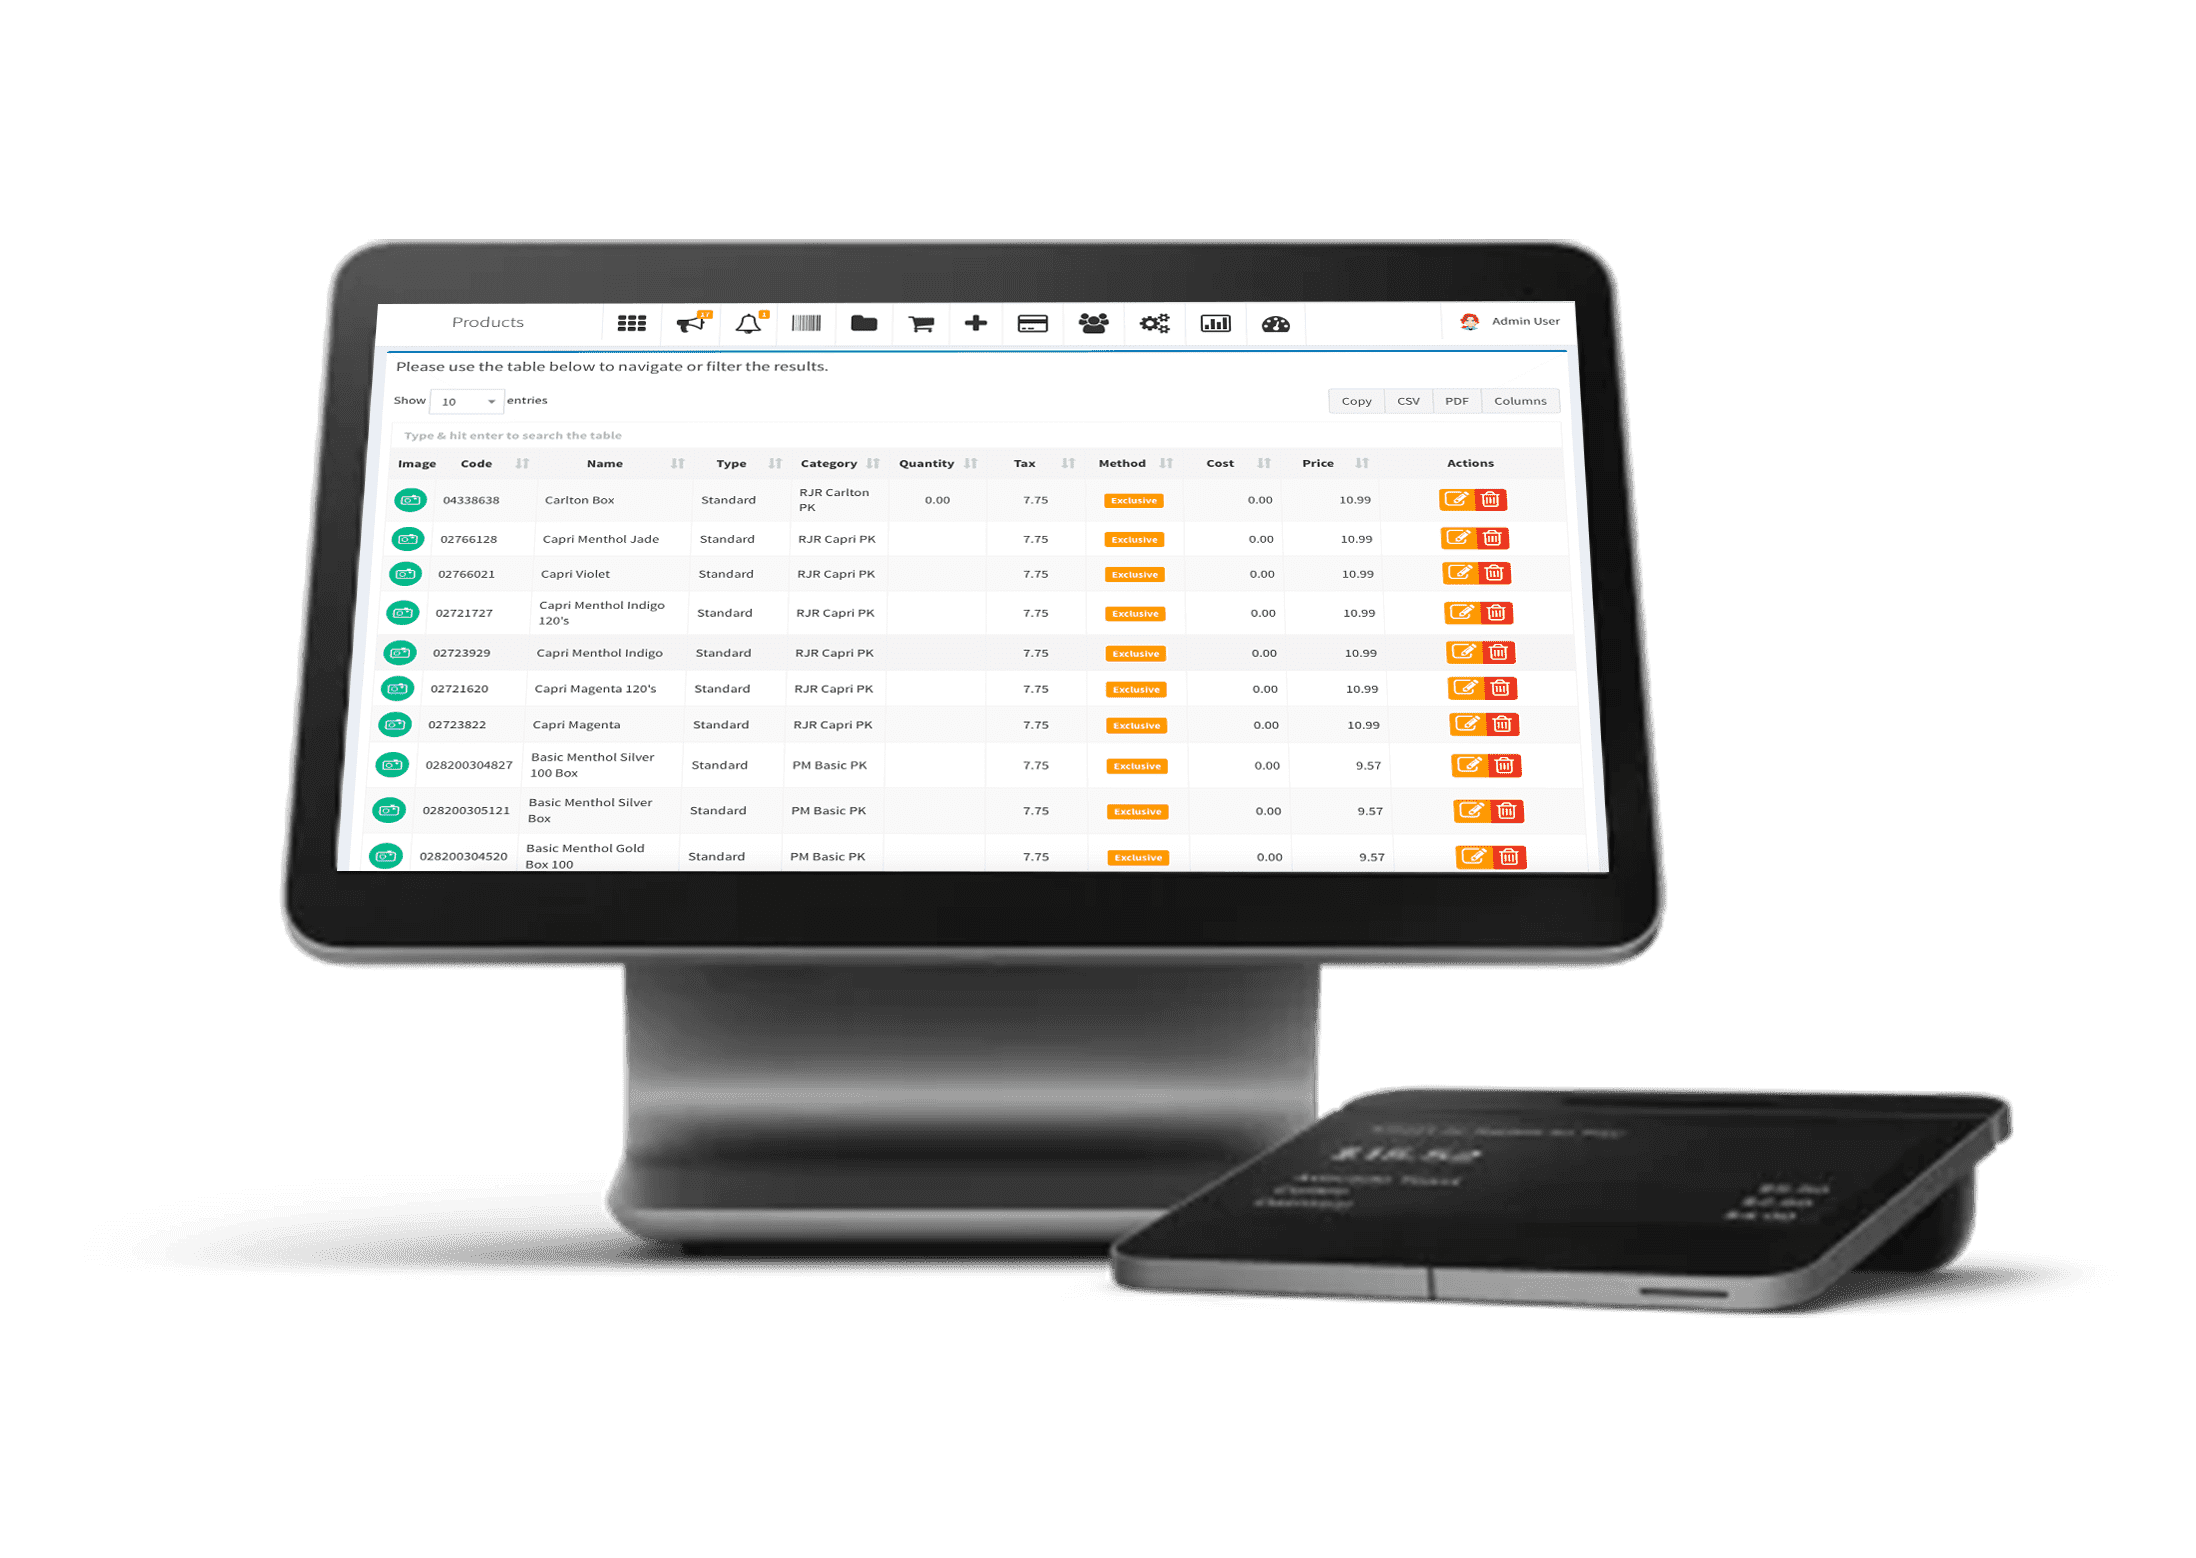 Products 17 1 Admin User
Please use the table below to navigate or filter the results.
Show 10 entries Copy CSV PDF Columns
Type & hit enter to search the table
Image Code Name Type Category Quantity Tax Method Cost Price Actions
04338638 Carlton Box Standard RJR Carlton PK 0.00 7.75 Exclusive 0.00 10.99
02766128 Capri Menthol Jade Standard RJR Capri PK 7.75 Exclusive 0.00 10.99
02766021 Capri Violet Standard RJR Capri PK 7.75 Exclusive 0.00 10.99
02721727 Capri Menthol Indigo 120's Standard RJR Capri PK 7.75 Exclusive 0.00 10.99
02723929 Capri Menthol Indigo Standard RJR Capri PK 7.75 Exclusive 0.00 10.99
02721620 Capri Magenta 120's Standard RJR Capri PK 7.75 Exclusive 0.00 10.99
02723822 Capri Magenta Standard RJR Capri PK 7.75 Exclusive 0.00 10.99
028200304827 Basic Menthol Silver 100 Box Standard PM Basic PK 7.75 Exclusive 0.00 9.57
028200305121 Basic Menthol Silver Box Standard PM Basic PK 7.75 Exclusive 0.00 9.57
028200304520 Basic Menthol Gold Box 100 Standard PM Basic PK 7.75 Exclusive 0.00 9.57